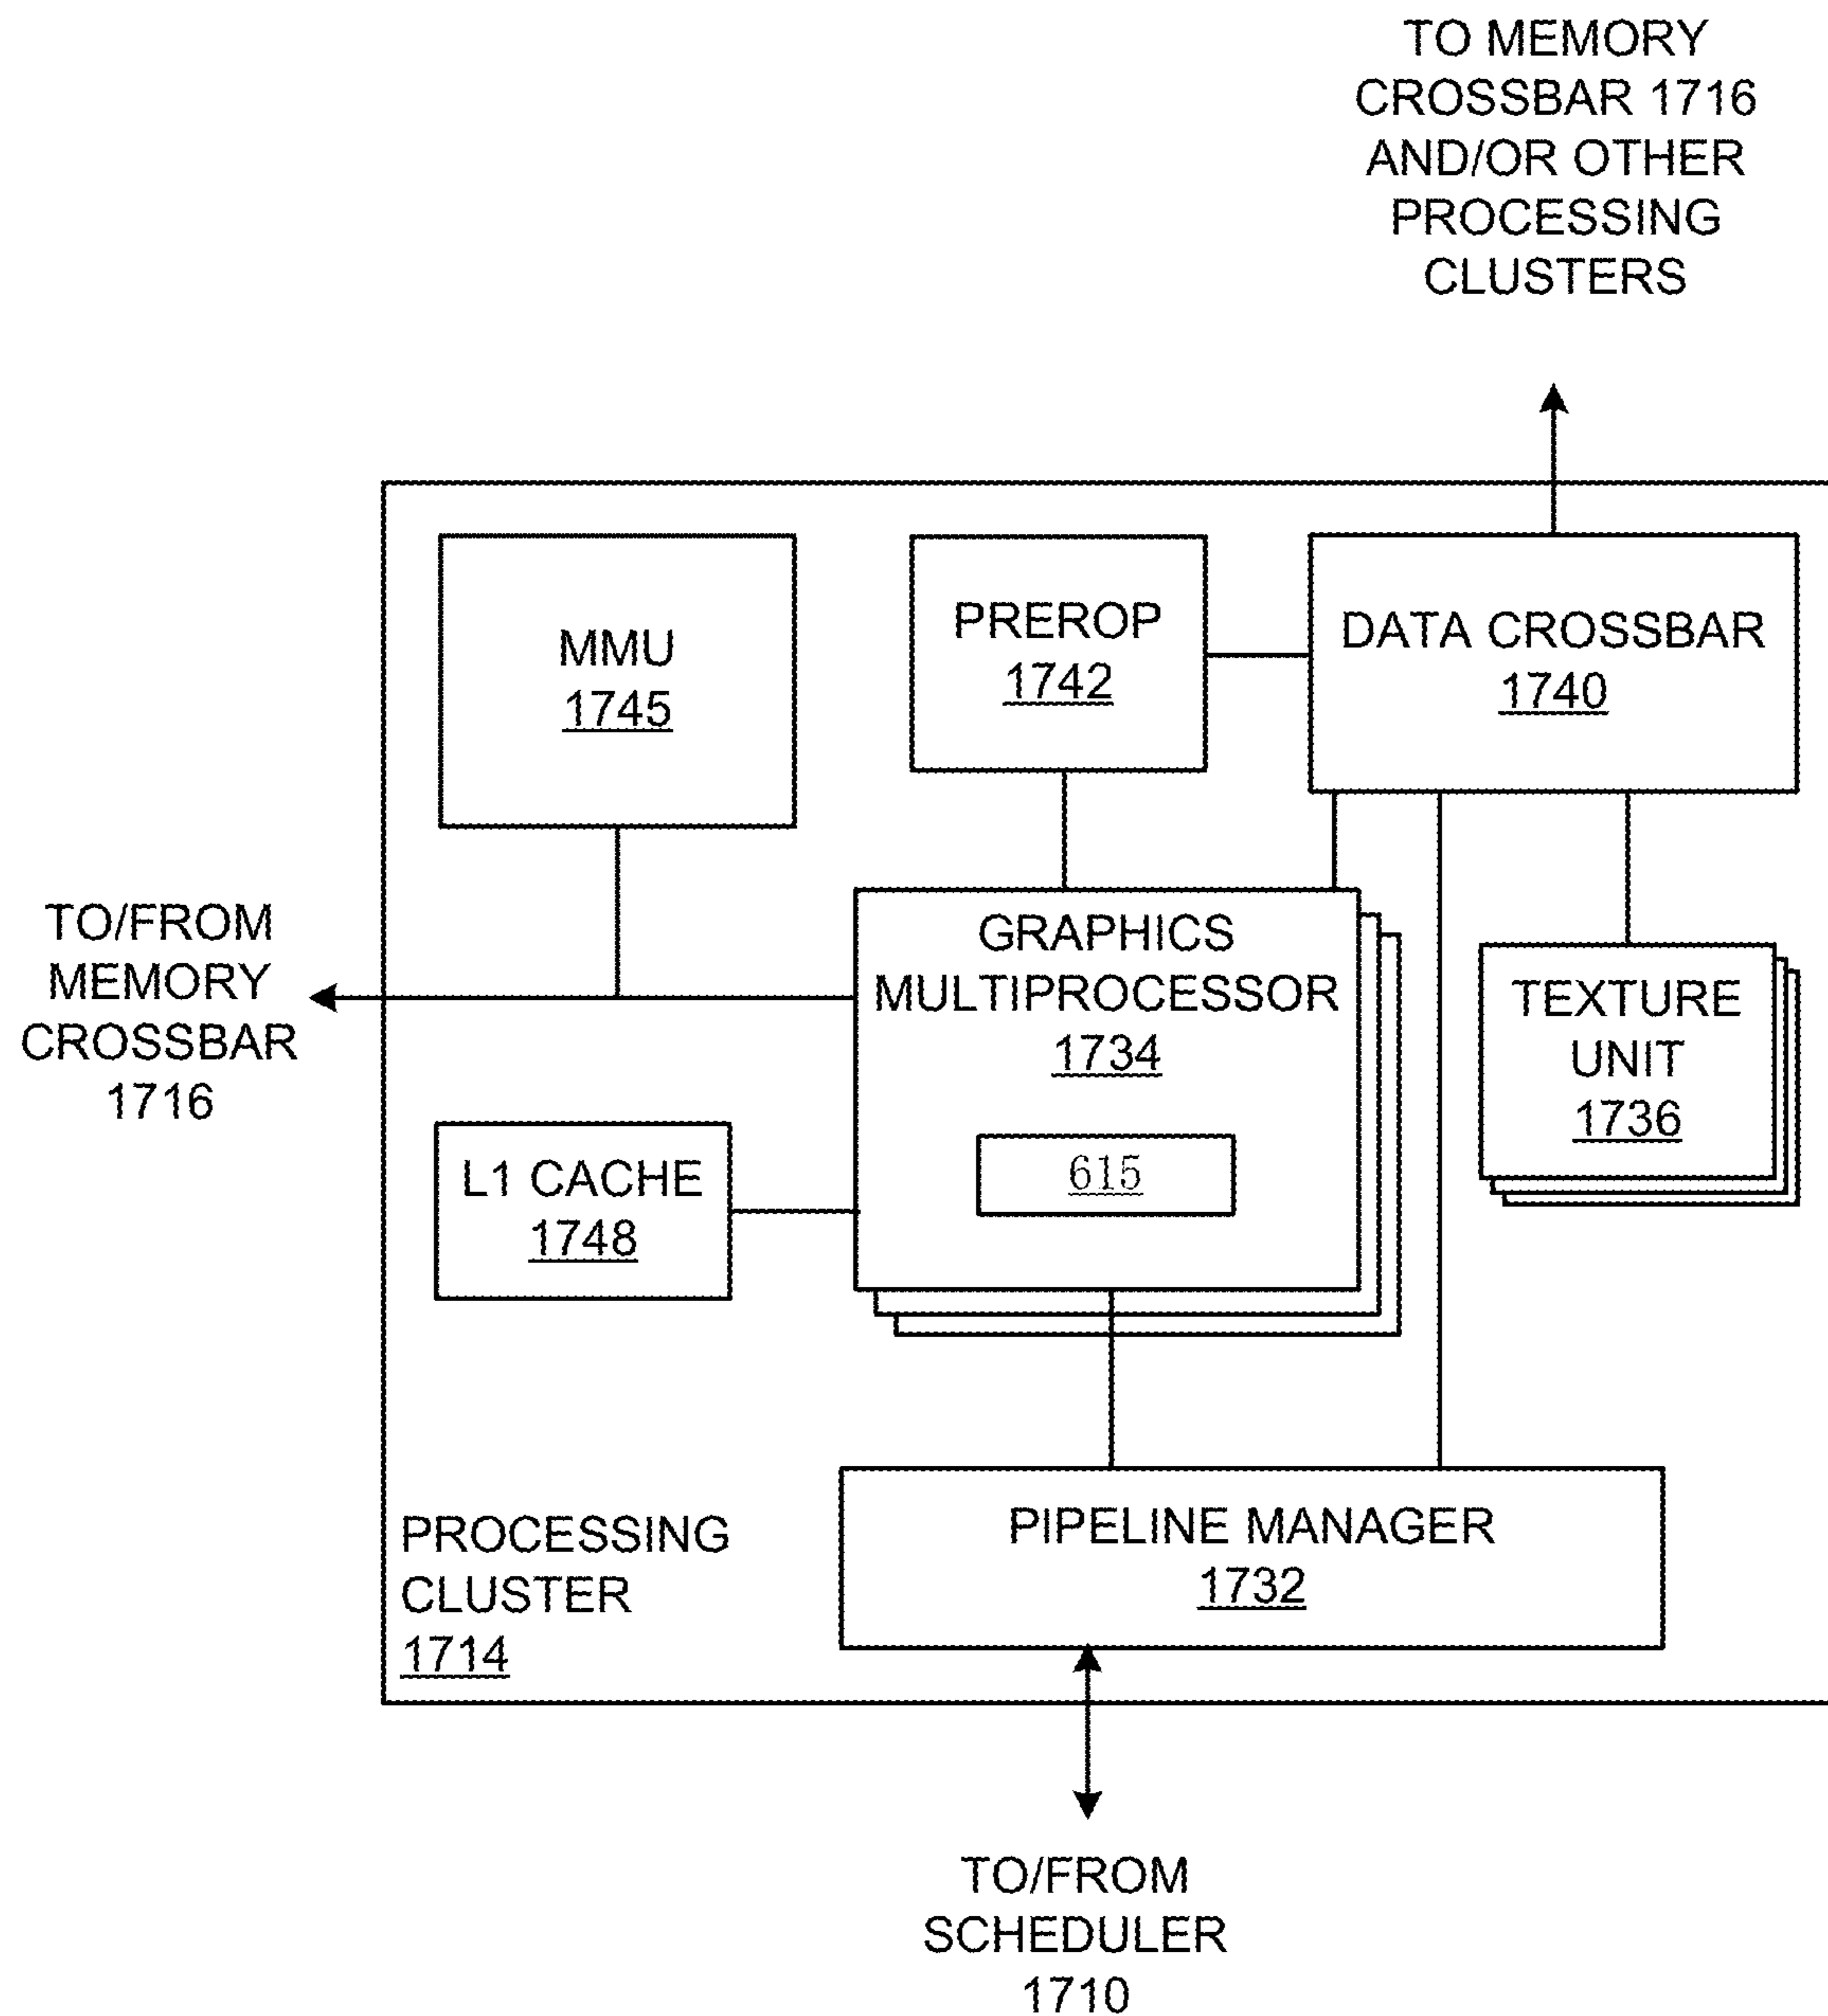 TO MEMORY
CROSSBAR 1716
AND/OR OTHER
PROCESSING
CLUSTERS
MMU
1745
PREROP
1742
DATA CROSSBAR
1740
TO/FROM
MEMORY
CROSSBAR
1716
GRAPHICS
MULTIPROCESSOR
1734
615
TEXTURE
UNIT
1736
L1 CACHE
1748
PROCESSING
CLUSTER
1714
PIPELINE MANAGER
1732
TO/FROM
SCHEDULER
1710